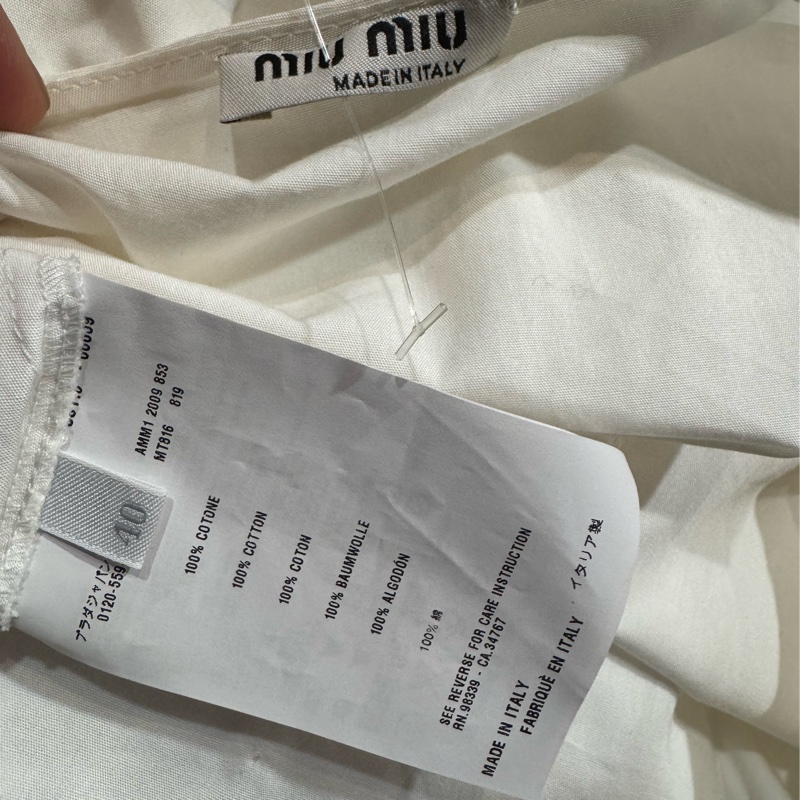 miu miu
MADE IN ITALY
AMM1 2009 853
MT816 819
40
プラダジャパン
0120-559
100% COTONE
100% COTTON
100% COTON
100% BAUMWOLLE
100% ALGODÓN
100% 綿
SEE REVERSE FOR CARE INSTRUCTION
RN.98339 - CA.34767
MADE IN ITALY
FABRIQUÈ EN ITALY · イタリア製